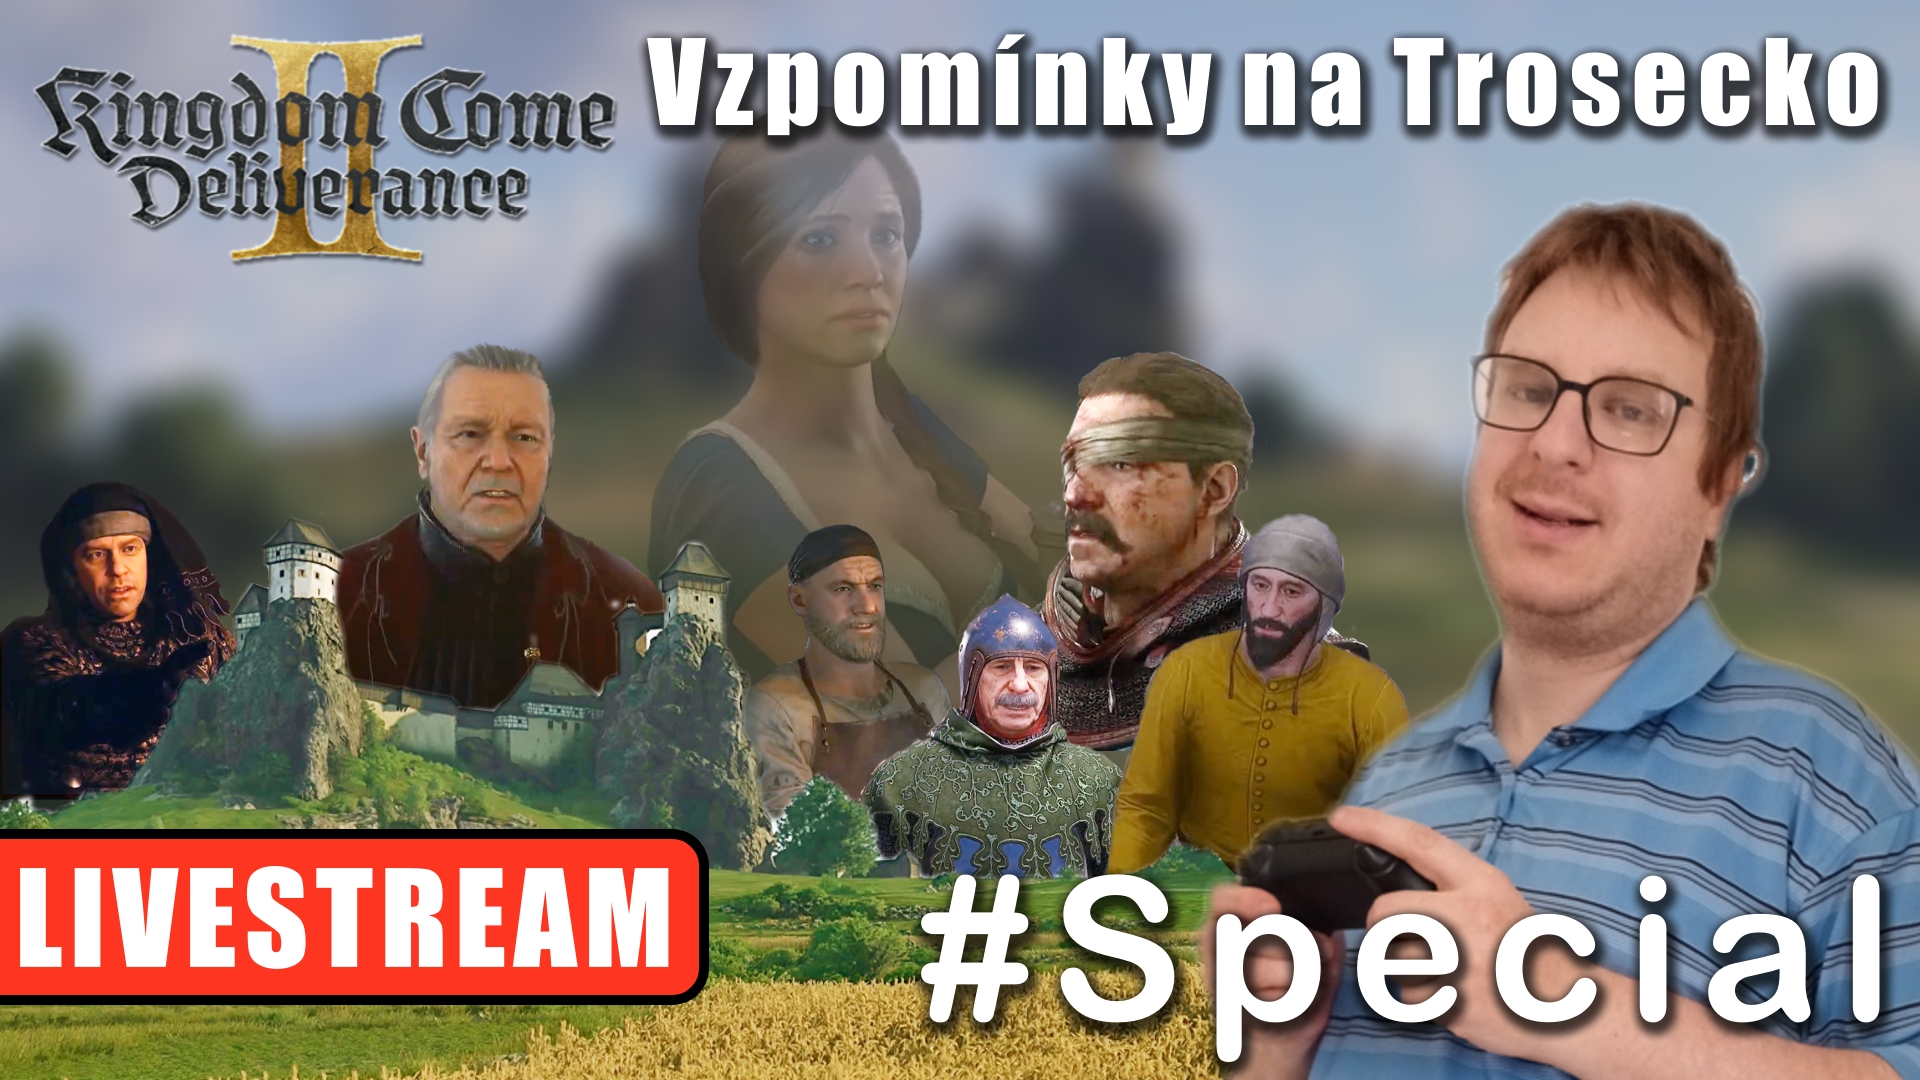 Kingdom Come
Deliverance
II
Vzpomínky na Trosecko
LIVESTREAM
#Special